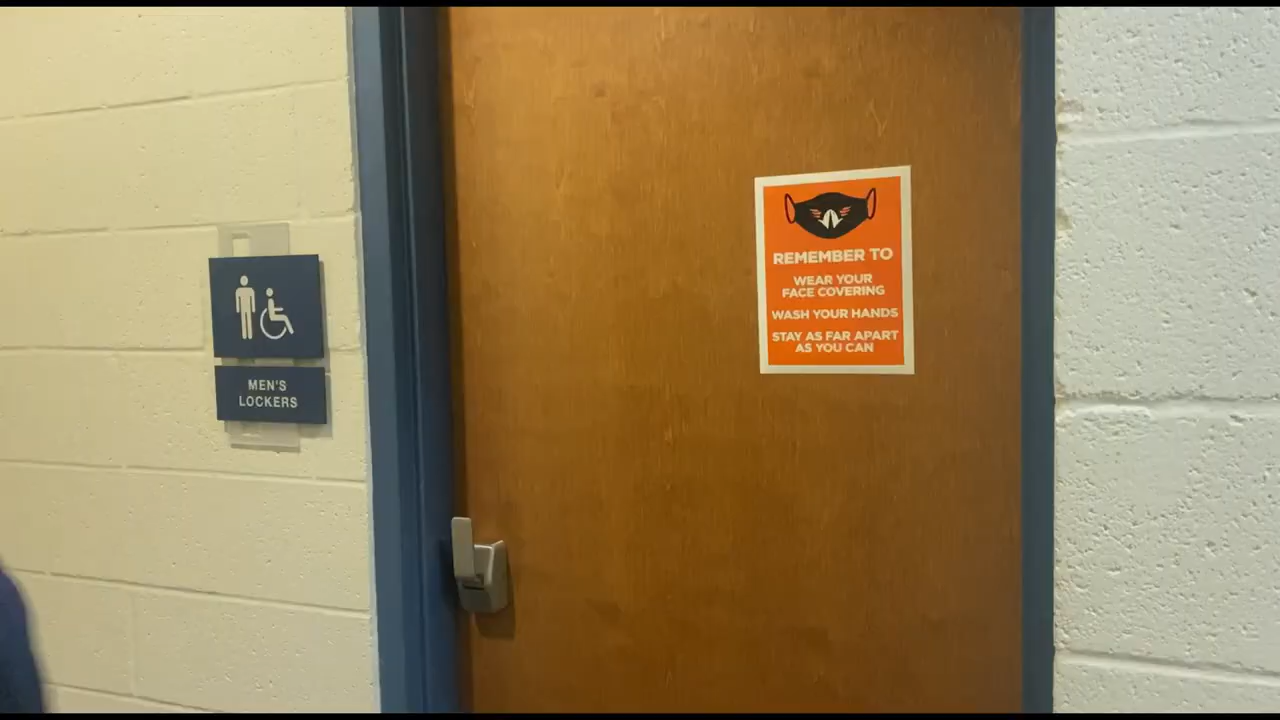 MEN'S
LOCKERS
REMEMBER TO
WEAR YOUR
FACE COVERING
WASH YOUR HANDS
STAY AS FAR APART
AS YOU CAN